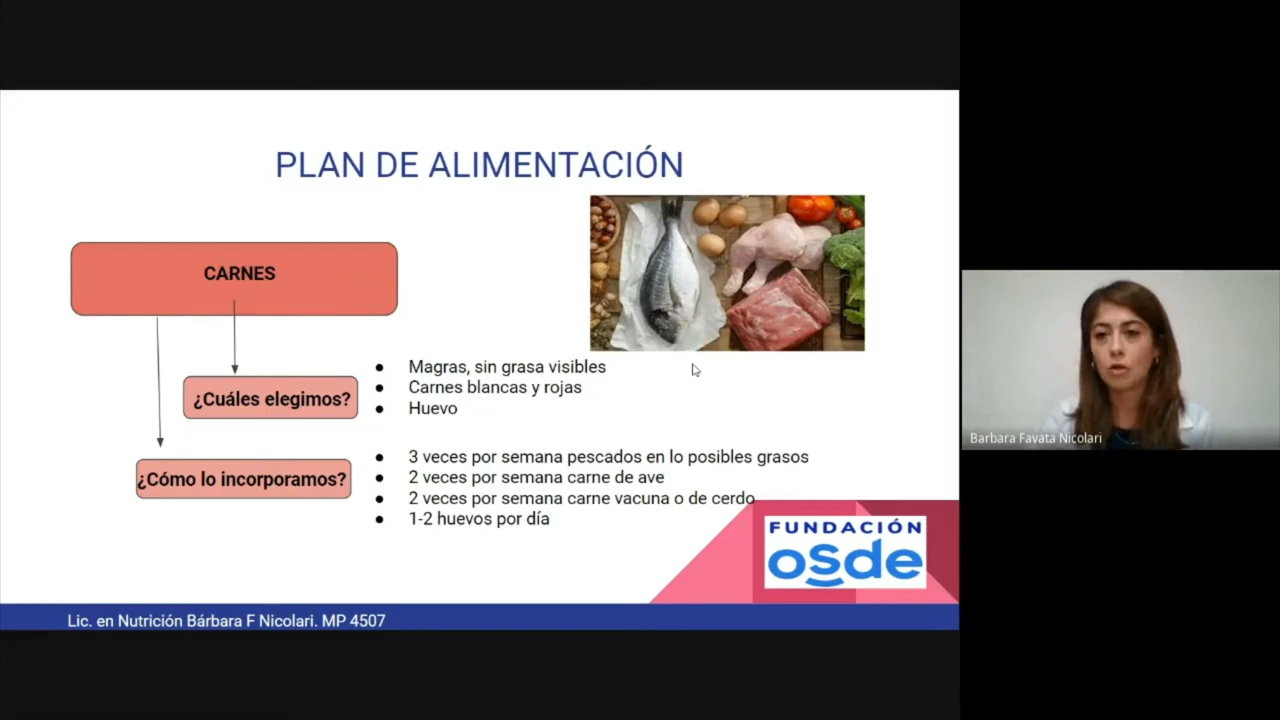 PLAN DE ALIMENTACIÓN
CARNES
¿Cuáles elegimos?
● Magras, sin grasa visibles
● Carnes blancas y rojas
● Huevo
¿Cómo lo incorporamos?
● 3 veces por semana pescados en lo posibles grasos
● 2 veces por semana carne de ave
● 2 veces por semana carne vacuna o de cerdo
● 1-2 huevos por día
FUNDACIÓN
osde
Lic. en Nutrición Bárbara F Nicolari. MP 4507
Barbara Favata Nicolari